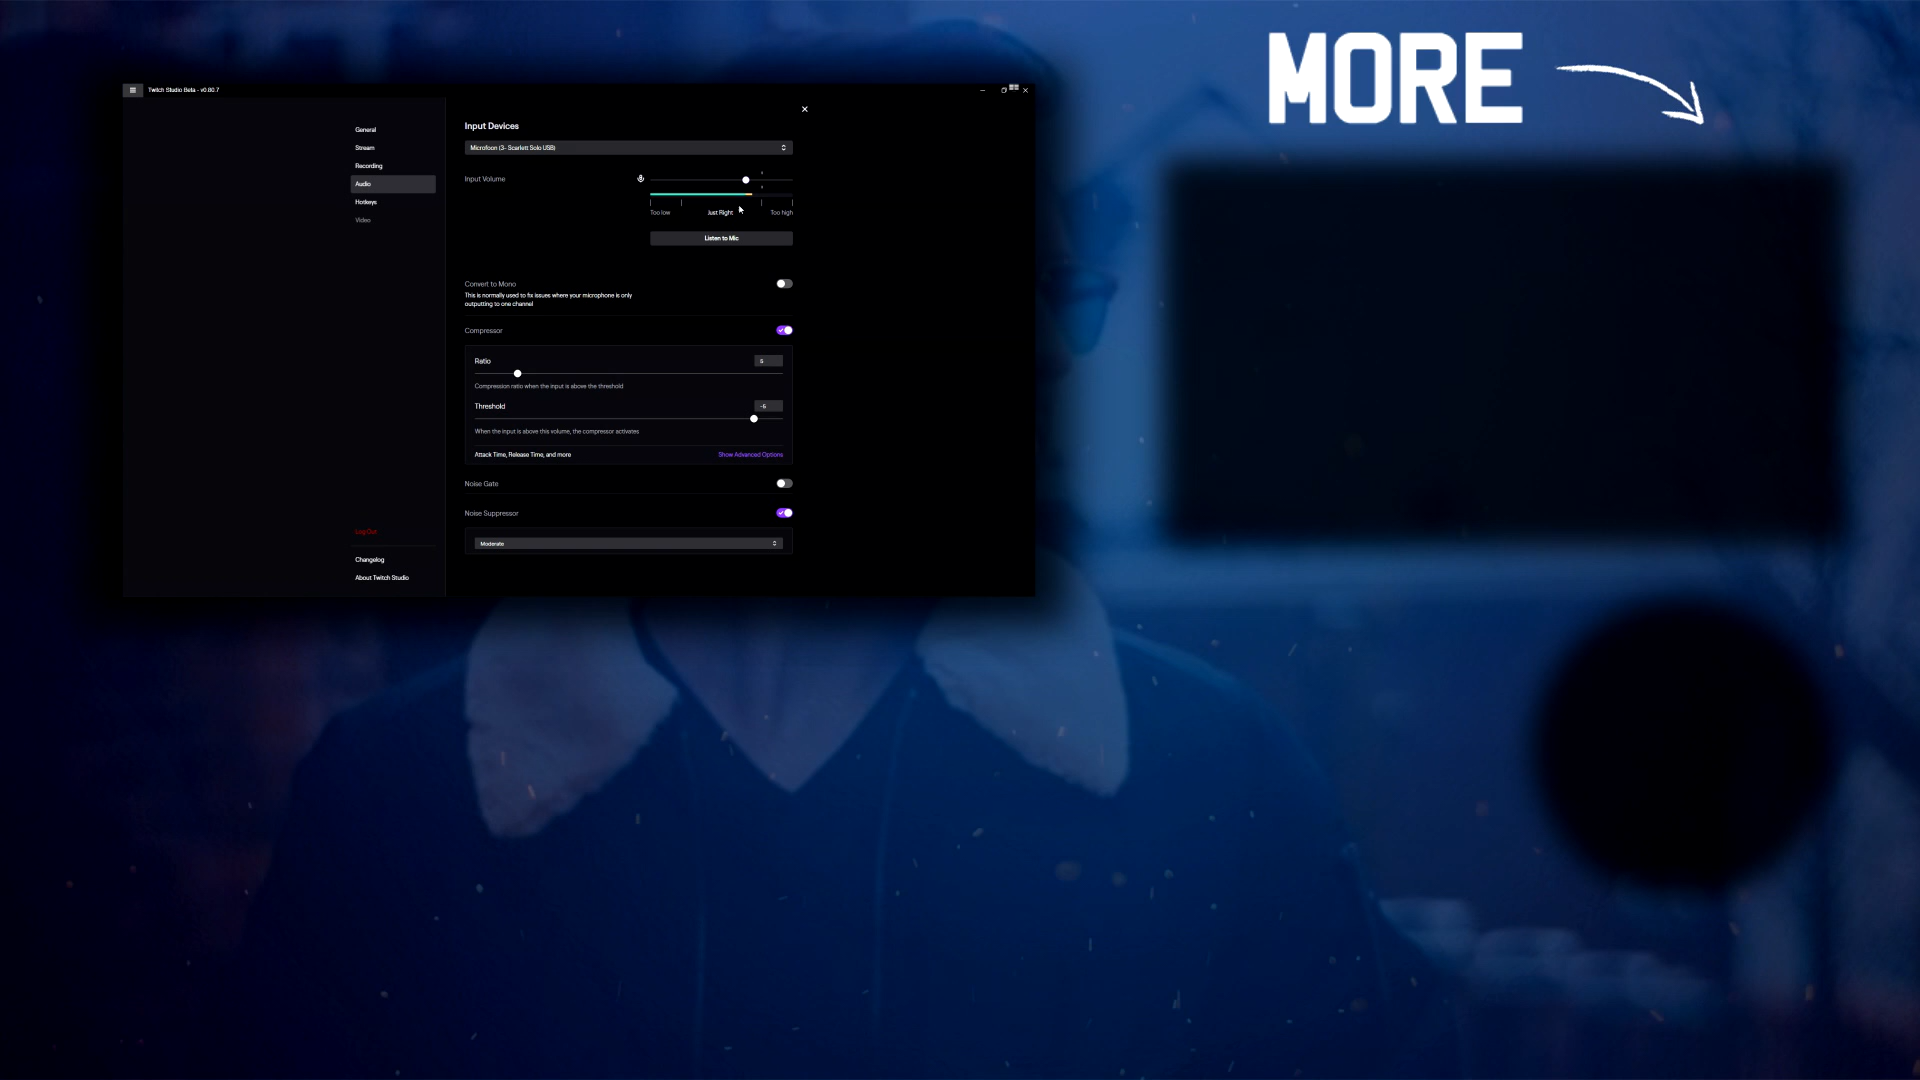 MORE
Twitch Studio Beta - v0.80.7
General
Stream
Recording
Audio
Hotkeys
Video
Log Out
Changelog
About Twitch Studio
Input Devices
Microfoon (3- Scarlett Solo USB)
Input Volume
Too low
Just Right
Too high
Listen to Mic
Convert to Mono
This is normally used to fix issues where your microphone is only
outputting to one channel
Compressor
Ratio
5
Compression ratio when the input is above the threshold
Threshold
-5
When the input is above this volume, the compressor activates
Attack Time, Release Time, and more
Show Advanced Options
Noise Gate
Noise Suppressor
Moderate